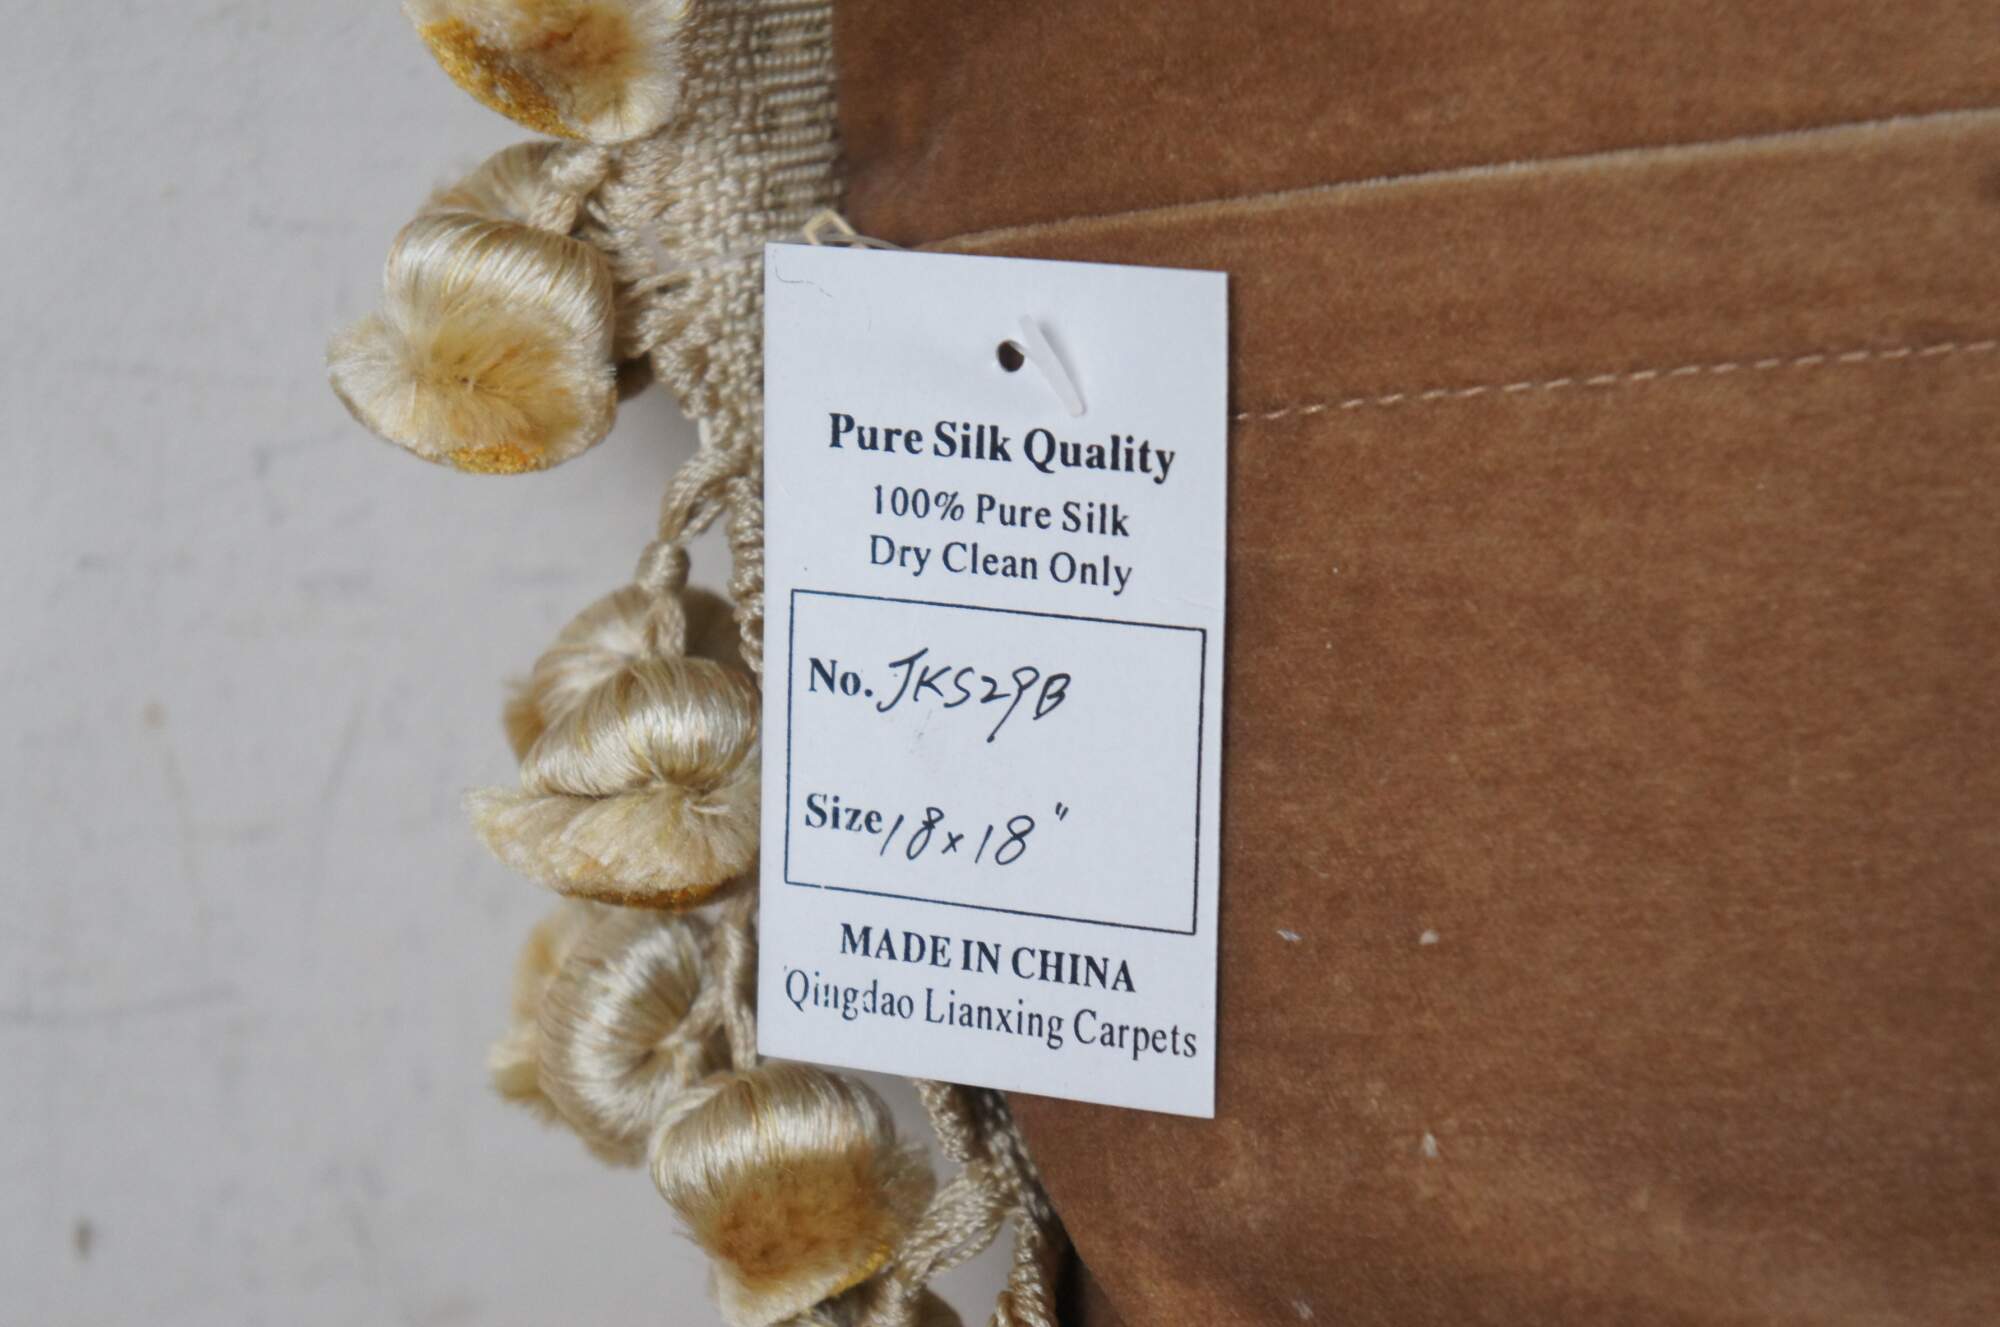 Pure Silk Quality
100% Pure Silk
Dry Clean Only
No. JKS29B
Size 18x18"
MADE IN CHINA
Qingdao Lianxing Carpets